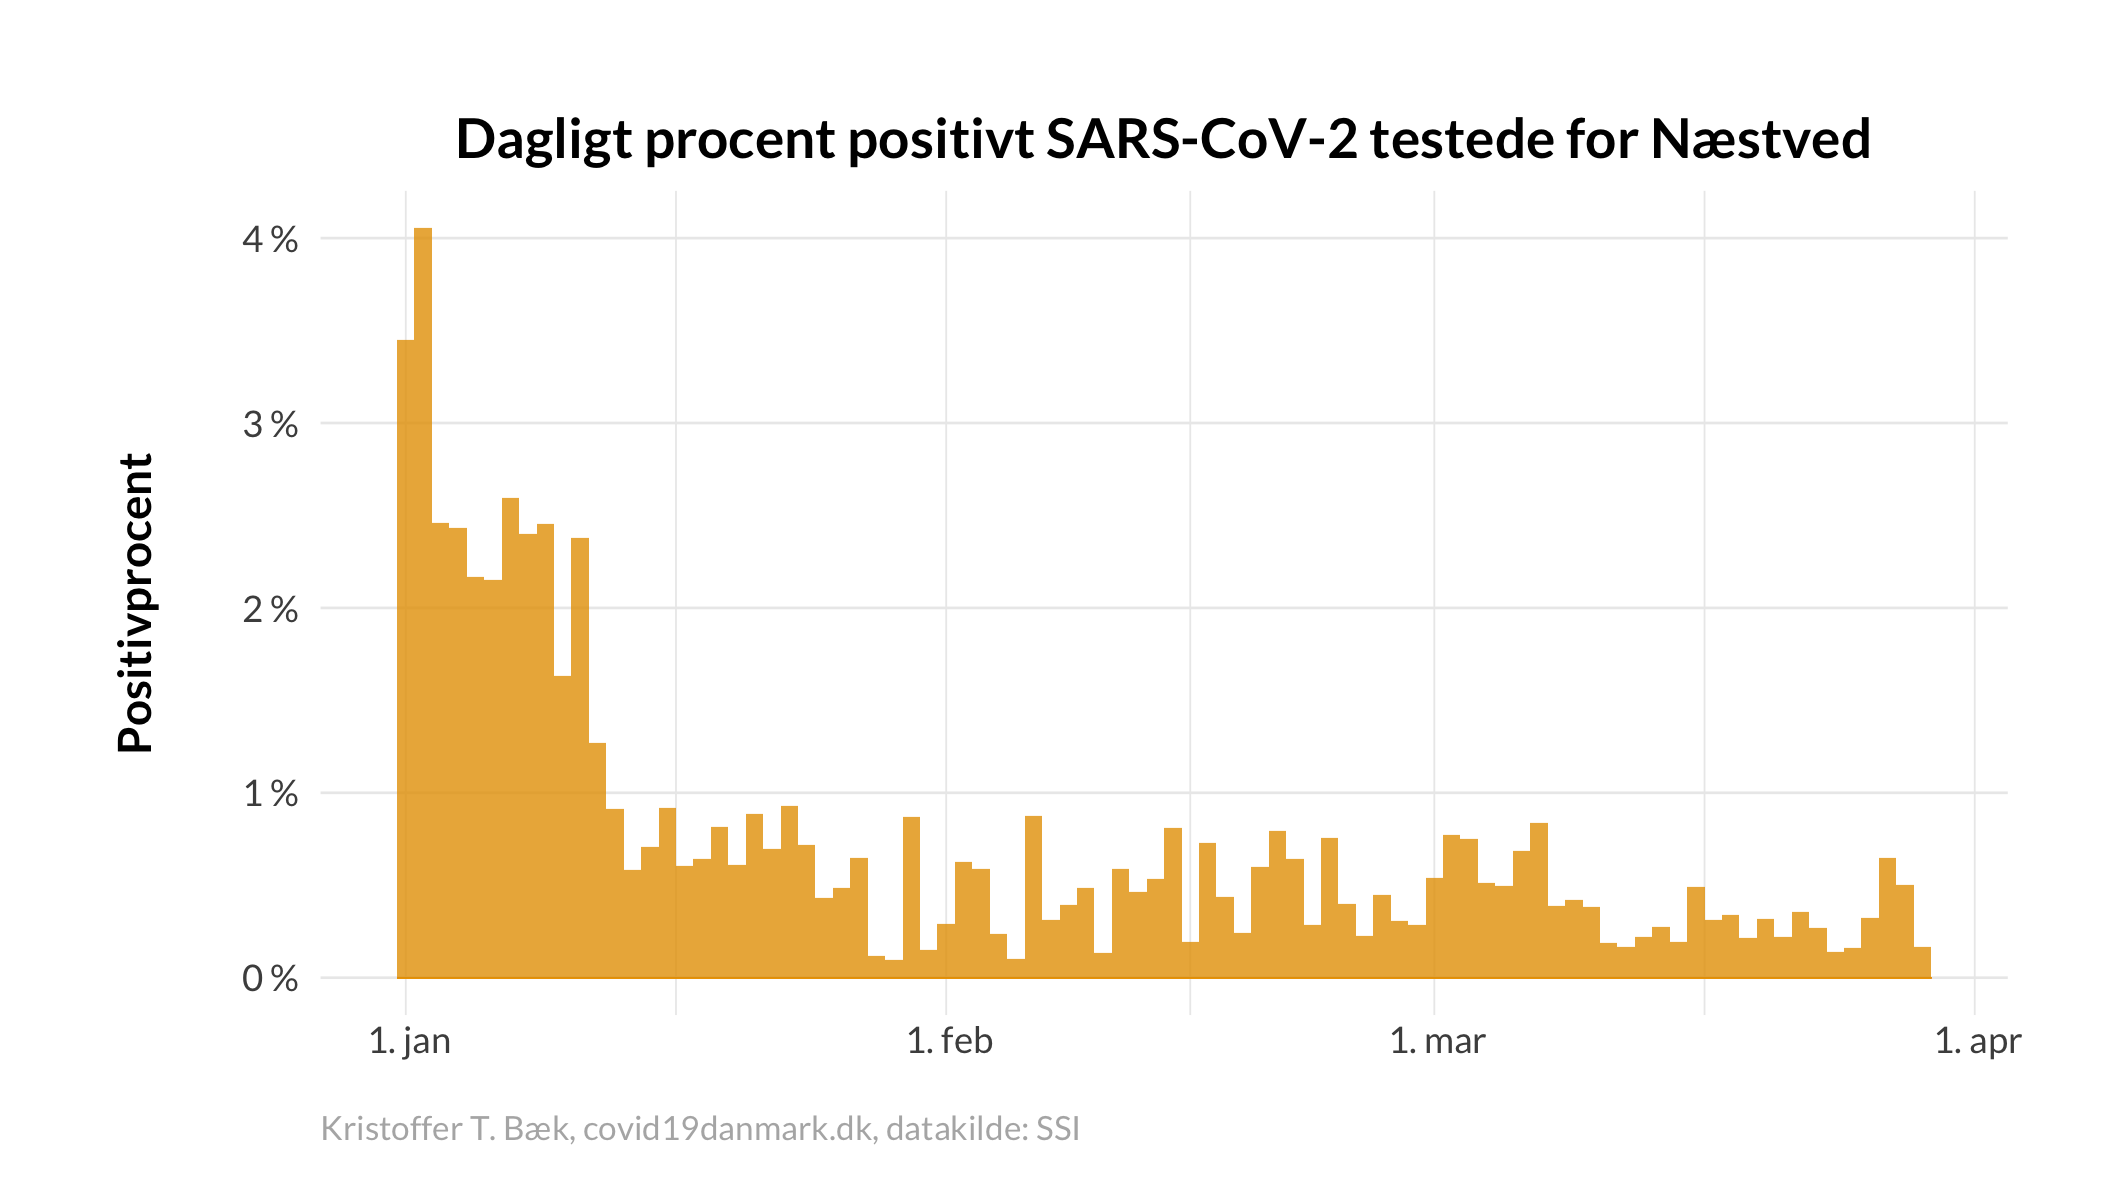 Dagligt procent positivt SARS-CoV-2 testede for Næstved
Positivprocent
4 %
3 %
2 %
1 %
0 %
1. jan
1. feb
1. mar
1. apr
Kristoffer T. Bæk, covid19danmark.dk, datakilde: SSI